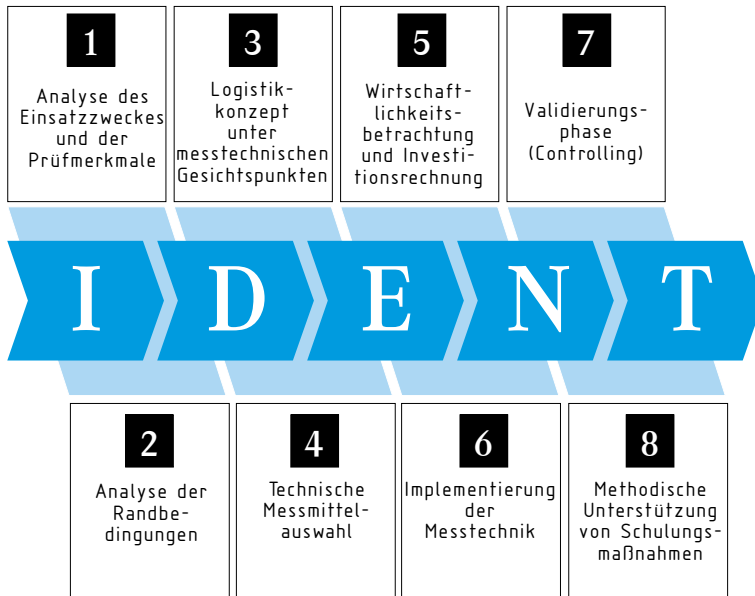 1
Analyse des
Einsatzzweckes
und der
Prüfmerkmale
3
Logistik-
konzept
unter
messtechnischen
Gesichtspunkten
5
Wirtschaft-
lichkeits-
betrachtung
und Investi-
tionsrechnung
7
Validierungs-
phase
(Controlling)
I D E N T
2
Analyse der
Randbe-
dingungen
4
Technische
Messmittel-
auswahl
6
Implementierung
der
Messtechnik
8
Methodische
Unterstützung
von Schulungs-
maßnahmen